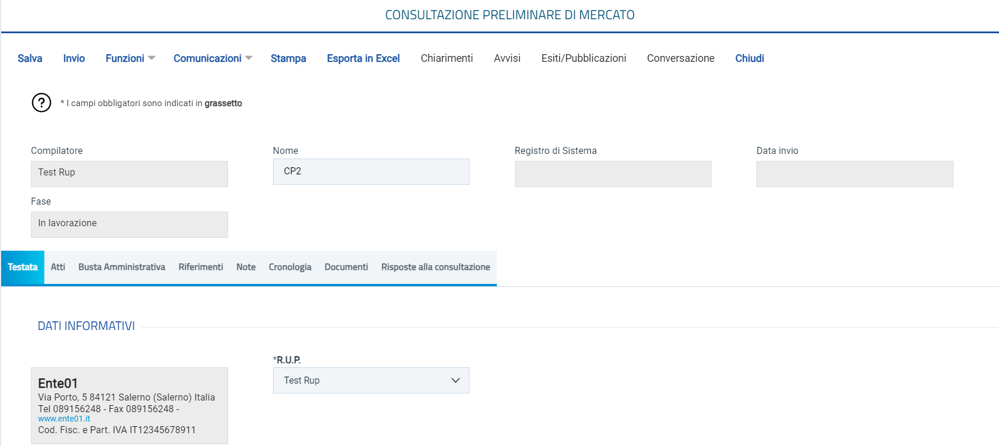 CONSULTAZIONE PRELIMINARE DI MERCATO
Salva Invio Funzioni Comunicazioni Stampa Esporta in Excel Chiarimenti Avvisi Esiti/Pubblicazioni Conversazione Chiudi
? * I campi obbligatori sono indicati in grassetto
Compilatore Nome Registro di Sistema Data invio
Test Rup CP2
Fase
In lavorazione
Testata Atti Busta Amministrativa Riferimenti Note Cronologia Documenti Risposte alla consultazione
DATI INFORMATIVI
*R.U.P.
Test Rup
Ente01
Via Porto, 5 84121 Salerno (Salerno) Italia
Tel 089156248 - Fax 089156248 -
www.ente01.it
Cod. Fisc. e Part. IVA IT12345678911